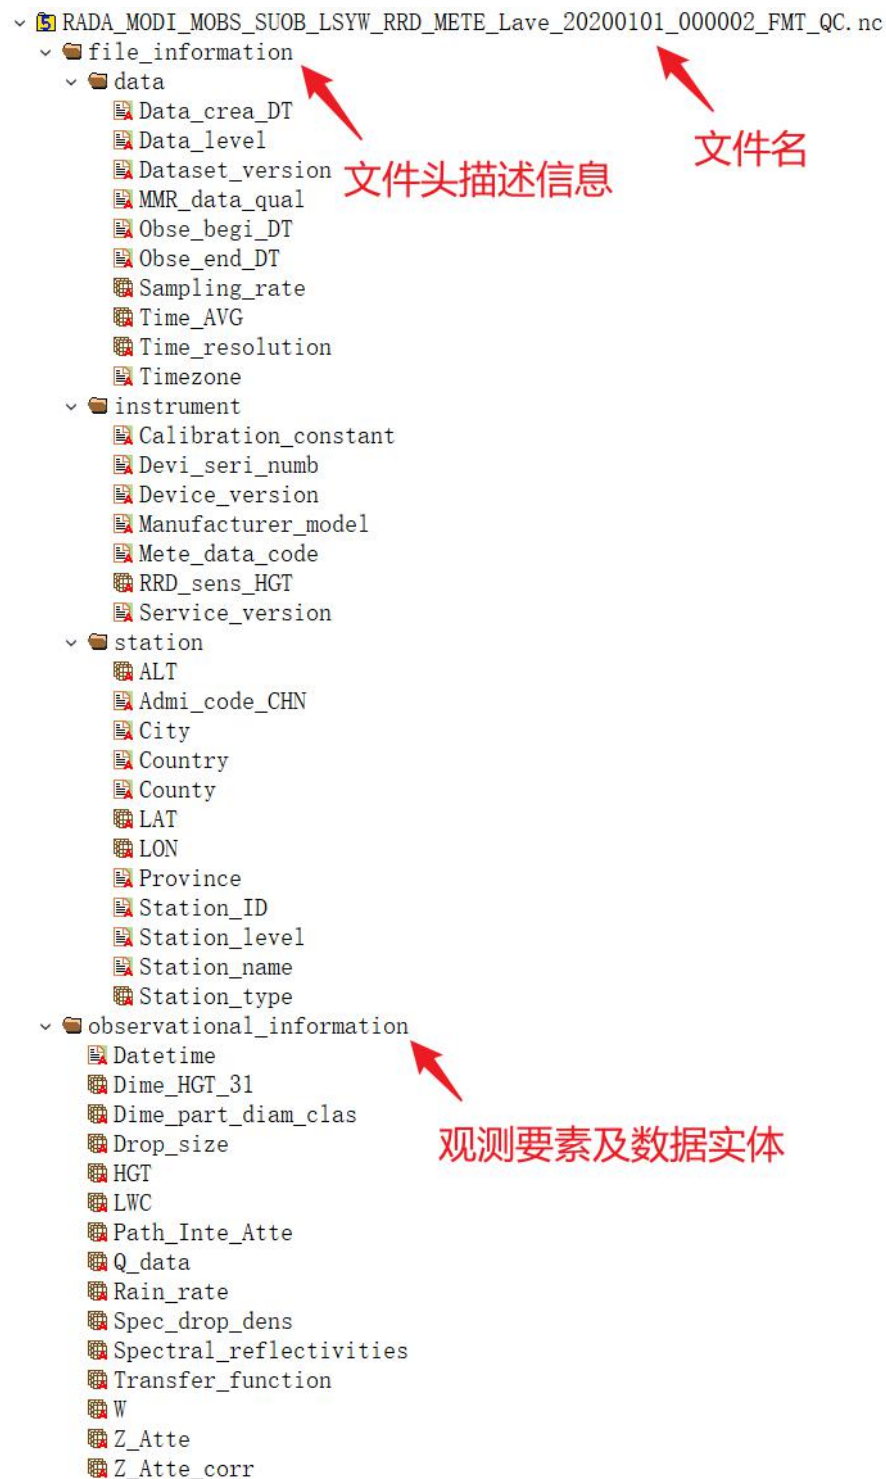 RADA_MODI_MOBS_SUOB_LSYW_RRD_METE_Lave_20200101_000002_FMT_QC.nc
file_information
文件名
data
Data_crea_DT
Data_level
文件头描述信息
Dataset_version
MMR_data_qual
Obse_begi_DT
Obse_end_DT
Sampling_rate
Time_AVG
Time_resolution
Timezone
instrument
Calibration_constant
Devi_seri_numb
Device_version
Manufacturer_model
Mete_data_code
RRD_sens_HGT
Service_version
station
ALT
Admi_code_CHN
City
Country
County
LAT
LON
Province
Station_ID
Station_level
Station_name
Station_type
observational_information
观测要素及数据实体
Datetime
Dime_HGT_31
Dime_part_diam_clas
Drop_size
HGT
LWC
Path_Inte_Atte
Q_data
Rain_rate
Spec_drop_dens
Spectral_reflectivities
Transfer_function
W
Z_Atte
Z_Atte_corr